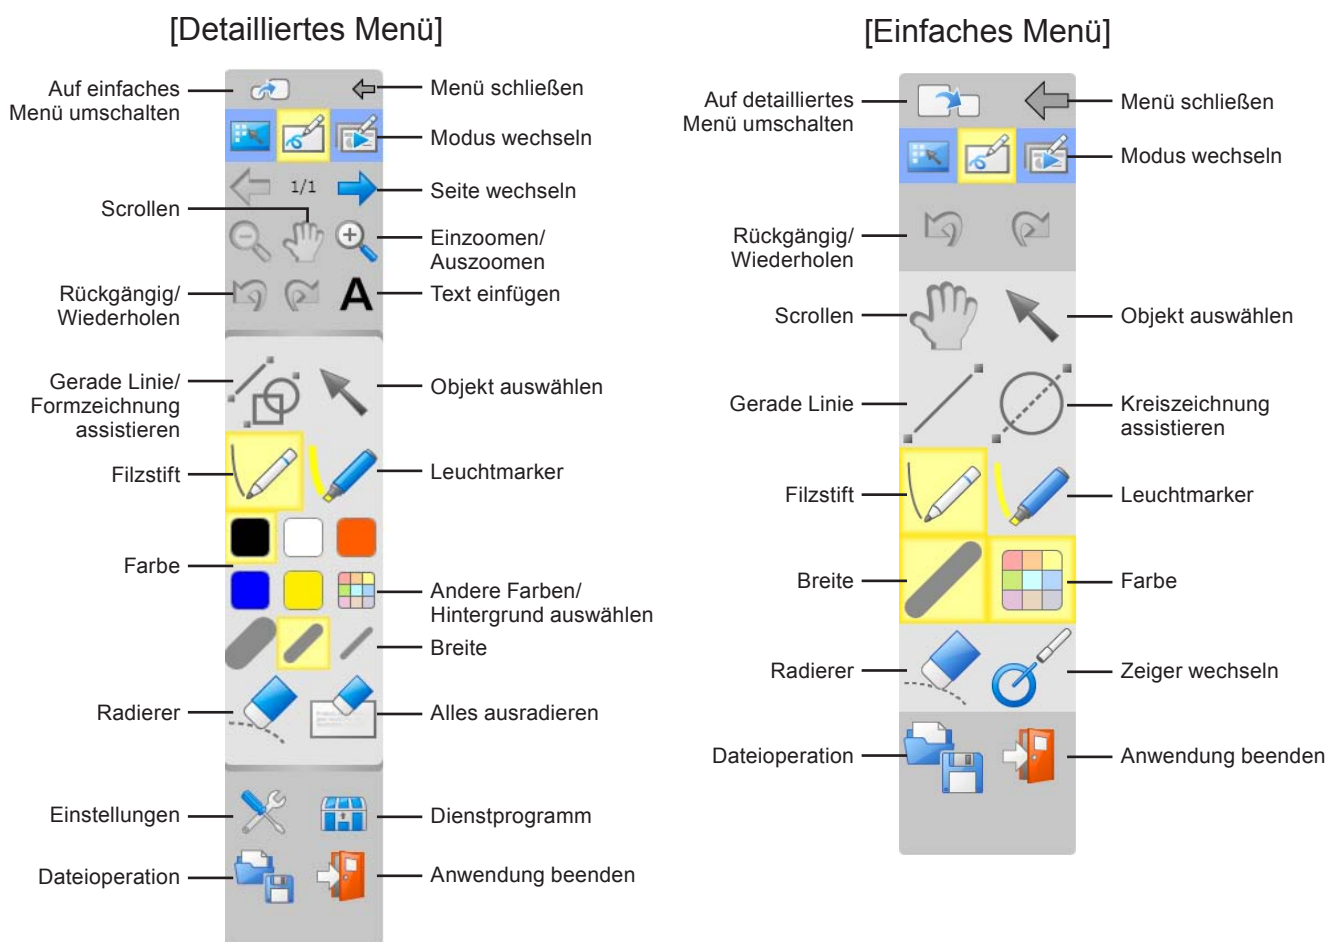 [Detailliertes Menü]
Auf einfaches
Menü umschalten
Menü schließen
Modus wechseln
1/1
Seite wechseln
Scrollen
Einzoomen/
Auszoomen
Rückgängig/
Wiederholen
A
Text einfügen
Gerade Linie/
Formzeichnung
assistieren
Objekt auswählen
Filzstift
Leuchtmarker
Farbe
Andere Farben/
Hintergrund auswählen
Breite
Radierer
Alles ausradieren
Einstellungen
Dienstprogramm
Dateioperation
Anwendung beenden
[Einfaches Menü]
Auf detailliertes
Menü umschalten
Menü schließen
Modus wechseln
Rückgängig/
Wiederholen
Scrollen
Objekt auswählen
Gerade Linie
Kreiszeichnung
assistieren
Filzstift
Leuchtmarker
Breite
Farbe
Radierer
Zeiger wechseln
Dateioperation
Anwendung beenden